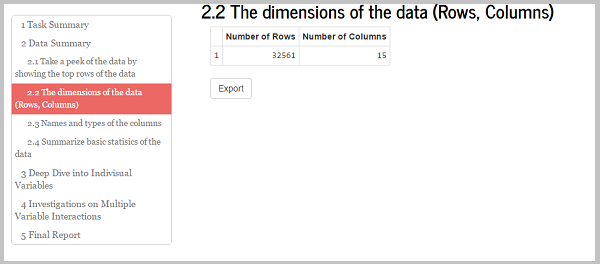 1 Task Summary
2 Data Summary
2.1 Take a peek of the data by
showing the top rows of the data
2.2 The dimensions of the data
(Rows, Columns)
2.3 Names and types of the columns
2.4 Summarize basic statisics of the
data
3 Deep Dive into Indivisual
Variables
4 Investigations on Multiple
Variable Interactions
5 Final Report
2.2 The dimensions of the data (Rows, Columns)
Number of Rows Number of Columns
1 32561 15
Export